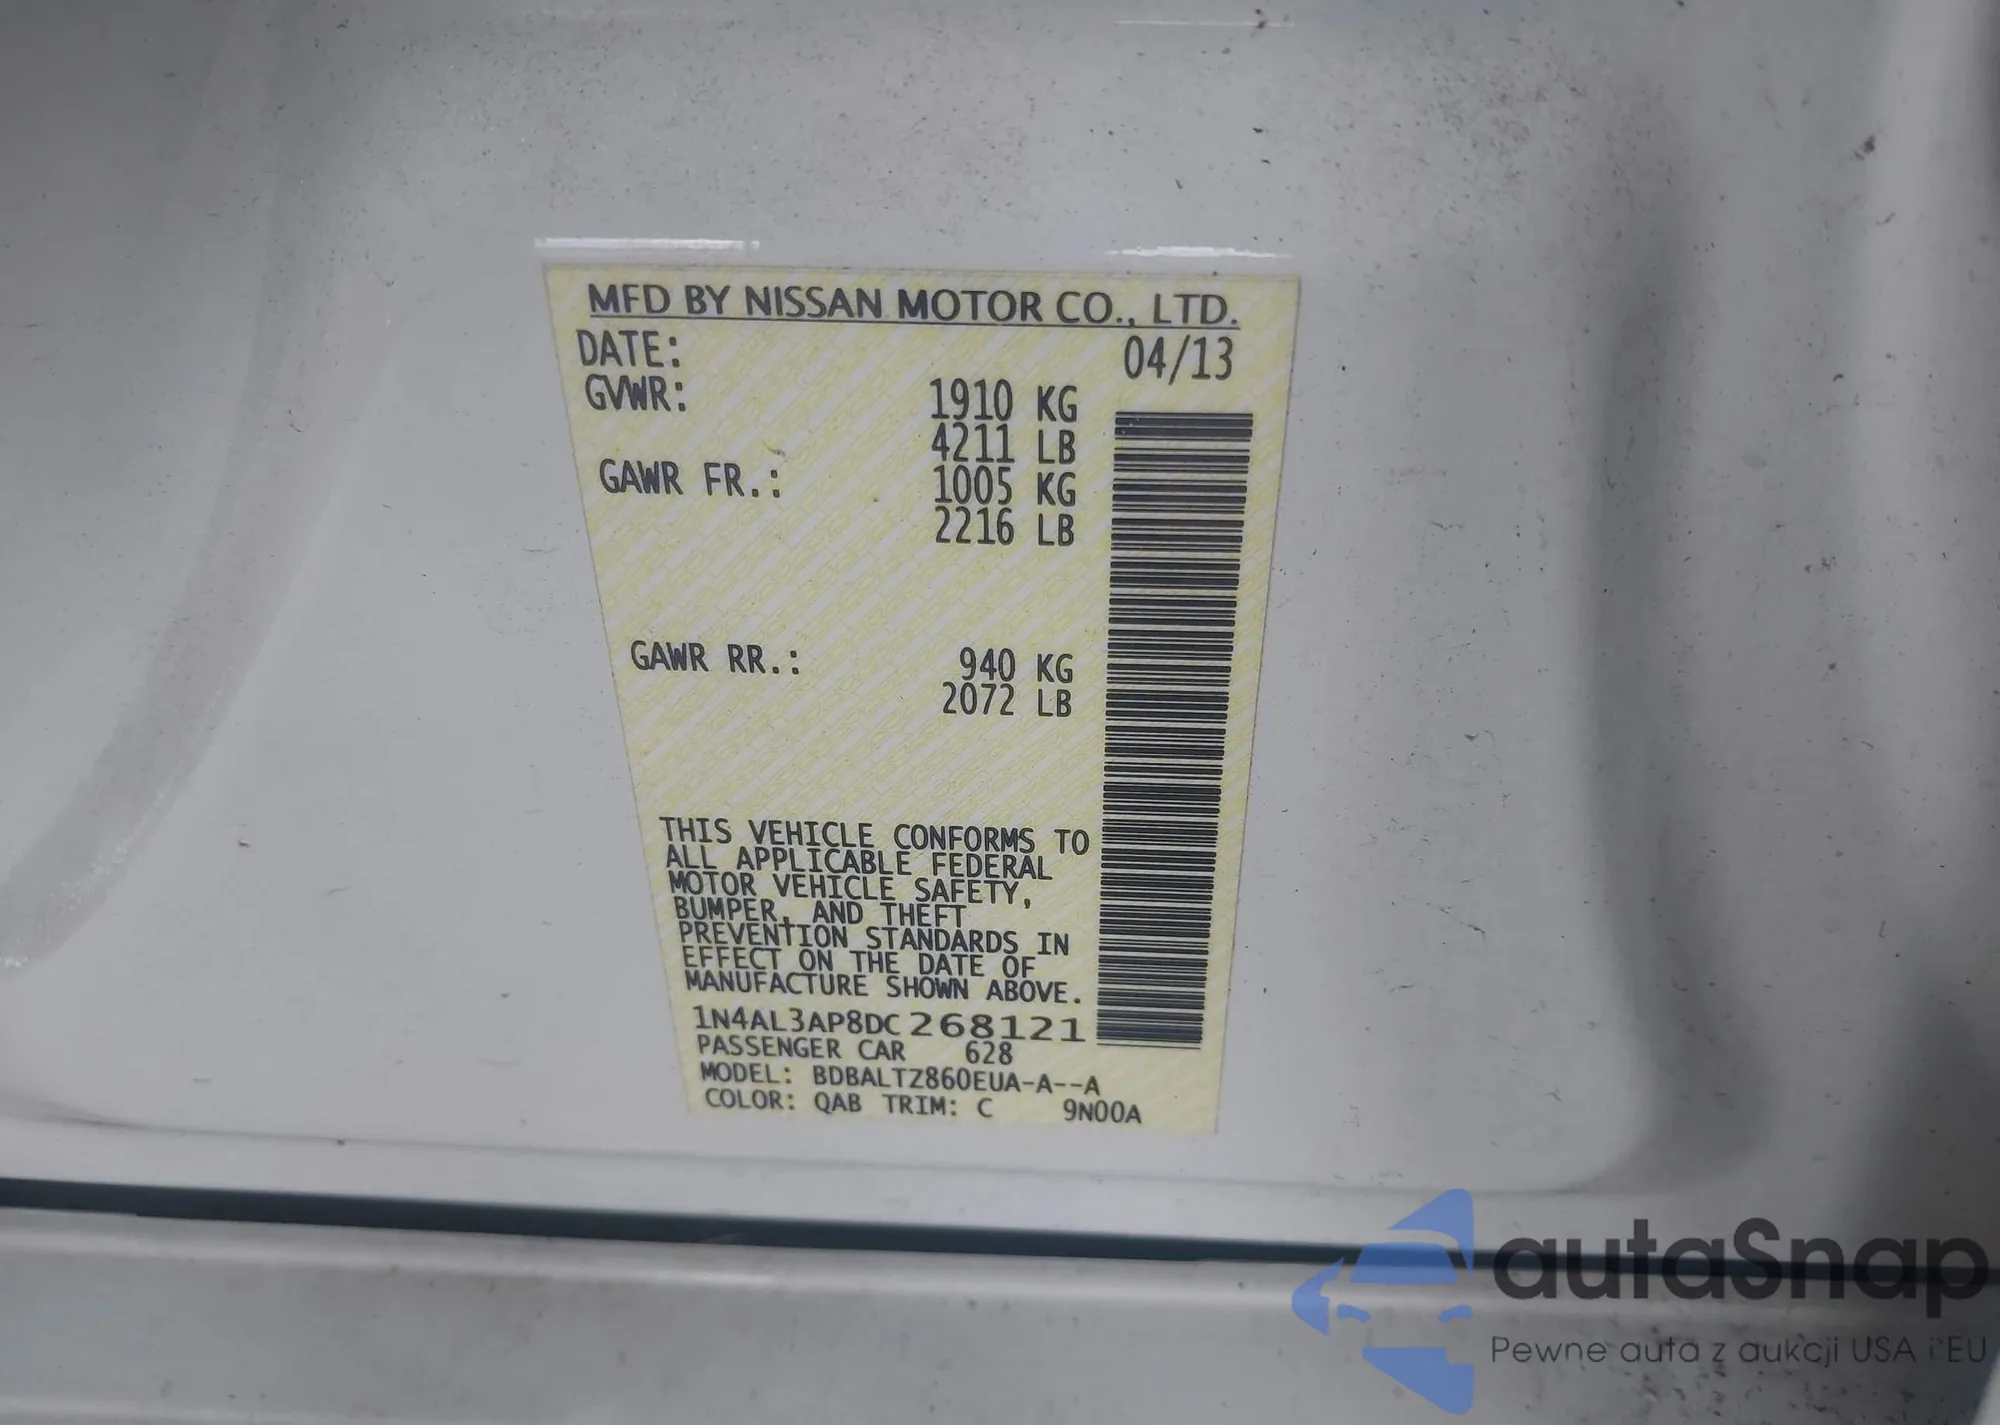 MFD BY NISSAN MOTOR CO., LTD.
DATE: 04/13
GVWR: 1910 KG
4211 LB
GAWR FR.: 1005 KG
2216 LB
GAWR RR.: 940 KG
2072 LB
THIS VEHICLE CONFORMS TO
ALL APPLICABLE FEDERAL
MOTOR VEHICLE SAFETY,
BUMPER, AND THEFT
PREVENTION STANDARDS IN
EFFECT ON THE DATE OF
MANUFACTURE SHOWN ABOVE.
1N4AL3AP8DC268121
PASSENGER CAR 628
MODEL: BDBALTZ860EUA-A--A
COLOR: QAB TRIM: C 9N00A
autaSnap
Pewne auta z aukcji USA i EU